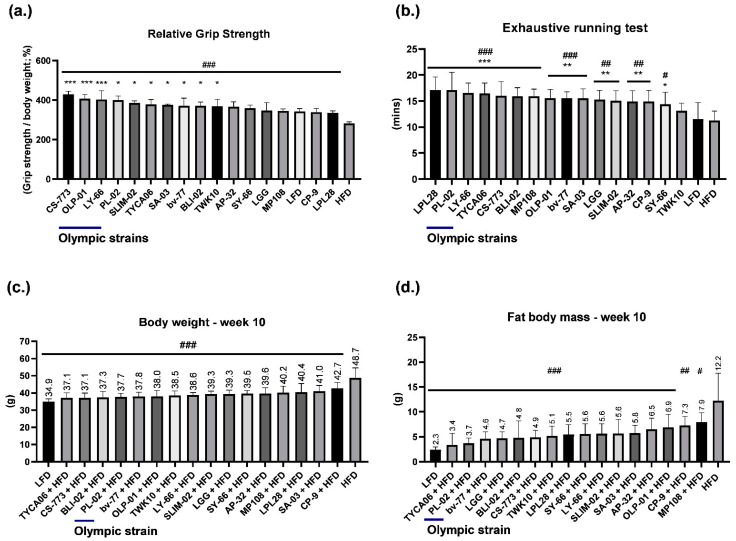 (a.)
Relative Grip Strength
###
*** *** *** * * * * * * *
(Grip strength / body weight; %)
600
400
200
0
CS-773
OLP-01
LY-66
PL-02
SLIM-02
TYCA06
SA-03
bv-77
BLI-02
TWK10
AP-32
SY-66
LGG
MP108
LFD
CP-9
LPL28
HFD
Olympic strains
(b.)
Exhaustive running test
### ### ## ## #
*** ** ** ** *
(mins)
25
20
15
10
5
0
LPL28
PL-02
LY-66
TYCA06
CS-773
BLI-02
MP108
OLP-01
bv-77
SA-03
LGG
SLIM-02
AP-32
CP-9
SY-66
TWK10
LFD
HFD
Olympic strains
(c.)
Body weight - week 10
###
(g)
70
60
50
40
30
20
10
0
34.9
37.1
37.1
37.3
37.7
37.8
38.0
38.5
38.6
39.3
39.3
39.5
39.6
40.2
40.4
41.0
42.7
48.7
LFD
TYCA06 + HFD
CS-773 + HFD
BLI-02 + HFD
PL-02 + HFD
bv-77 + HFD
OLP-01 + HFD
TWK10 + HFD
LY-66 + HFD
SLIM-02 + HFD
LGG + HFD
SY-66 + HFD
AP-32 + HFD
MP108 + HFD
LPL28 + HFD
SA-03 + HFD
CP-9 + HFD
HFD
Olympic strain
(d.)
Fat body mass - week 10
### ## #
(g)
25
20
15
10
5
0
2.3
3.4
3.7
4.6
4.7
4.8
4.9
5.1
5.5
5.6
5.6
5.6
5.8
6.5
6.9
7.3
7.9
12.2
LFD
TYCA06 + HFD
PL-02 + HFD
bv-77 + HFD
LGG + HFD
BLI-02 + HFD
CS-773 + HFD
TWK10 + HFD
LPL28 + HFD
SY-66 + HFD
LY-66 + HFD
SLIM-02 + HFD
SA-03 + HFD
AP-32 + HFD
OLP-01 + HFD
CP-9 + HFD
MP108 + HFD
HFD
Olympic strain